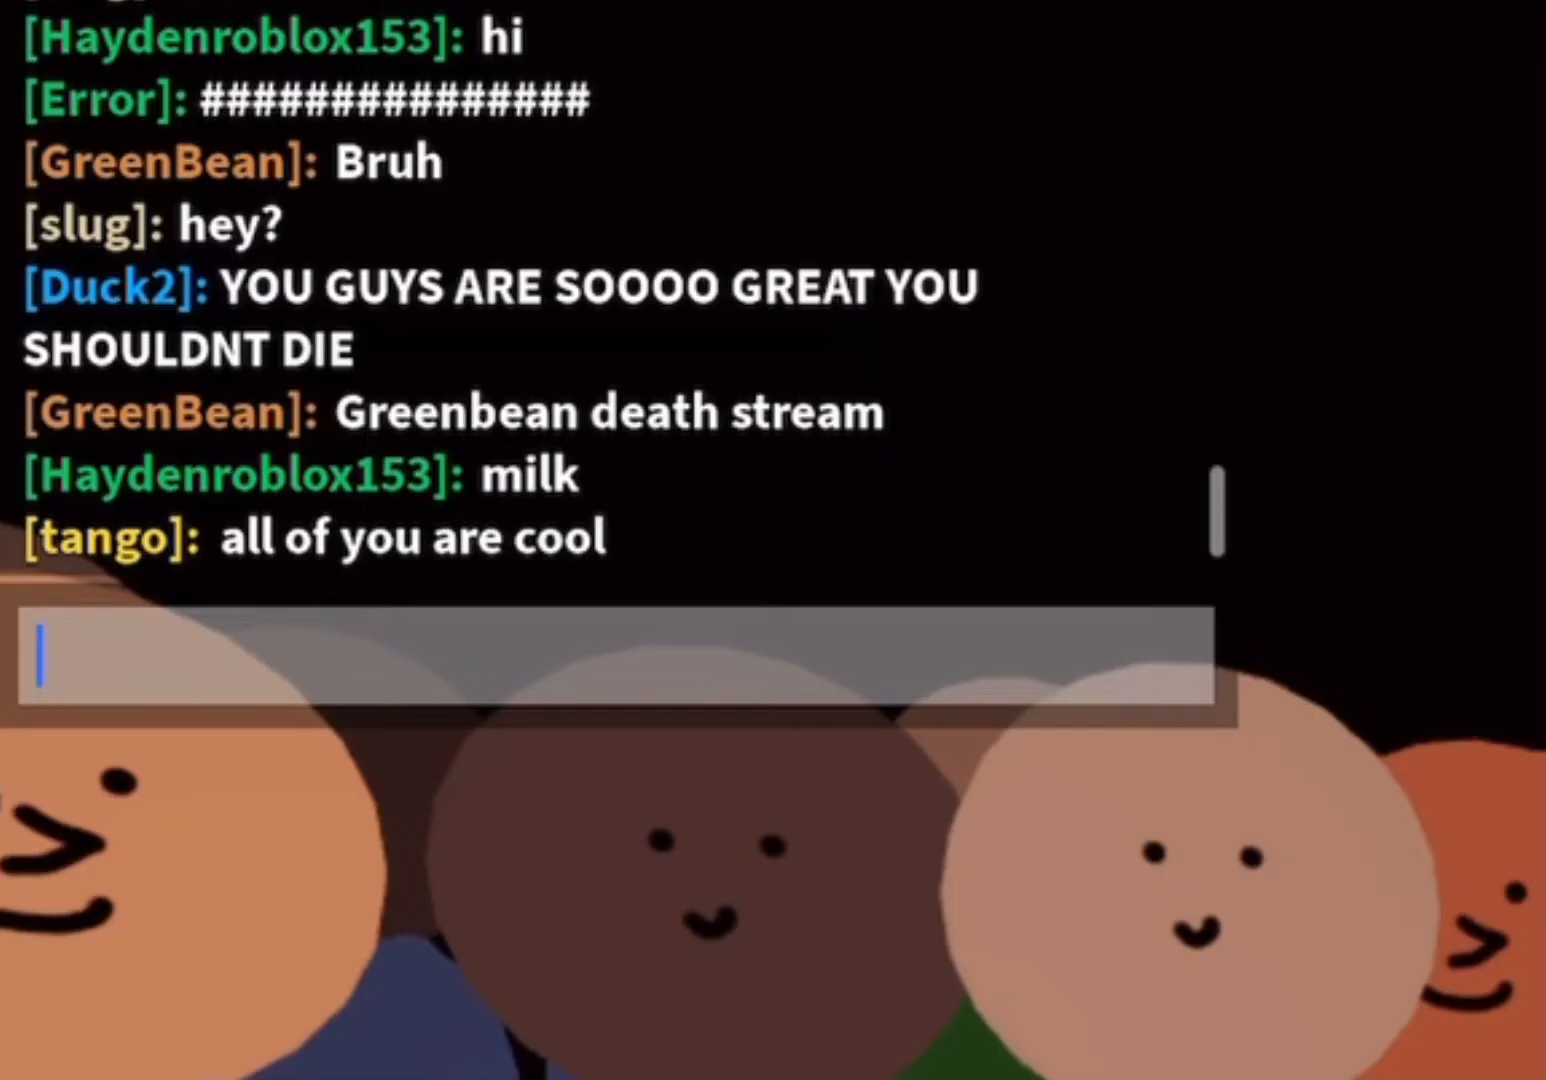 [Haydenroblox153]: hi
[Error]: ###############
[GreenBean]: Bruh
[slug]: hey?
[Duck2]: YOU GUYS ARE SOOOO GREAT YOU
SHOULDNT DIE
[GreenBean]: Greenbean death stream
[Haydenroblox153]: milk
[tango]: all of you are cool